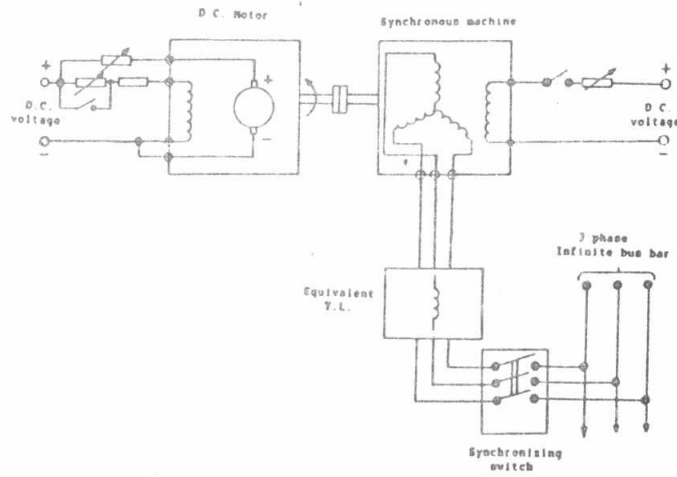 D C. Motor
Synchronous machine
+
D.C.
voltage
-
+
-
+
D C.
voltage
-
3 phase
Infinite bus bar
Equivalent
T.L.
Synchronizing
switch